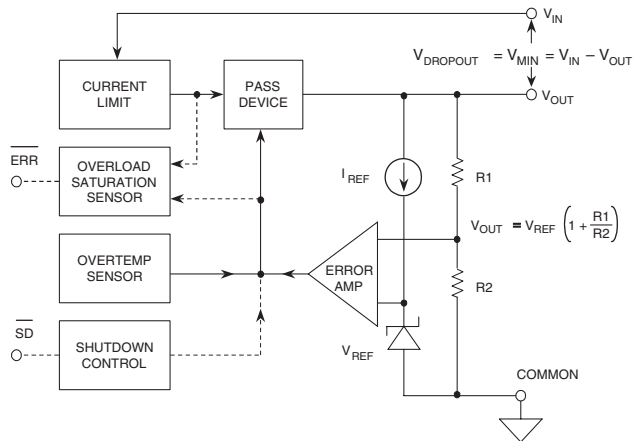 V_IN
V_DROPOUT = V_MIN = V_IN – V_OUT
V_OUT
CURRENT
LIMIT
PASS
DEVICE
ERR
OVERLOAD
SATURATION
SENSOR
I_REF
R1
V_OUT = V_REF (1 + R1/R2)
OVERTEMP
SENSOR
ERROR
AMP
R2
SD
SHUTDOWN
CONTROL
V_REF
COMMON